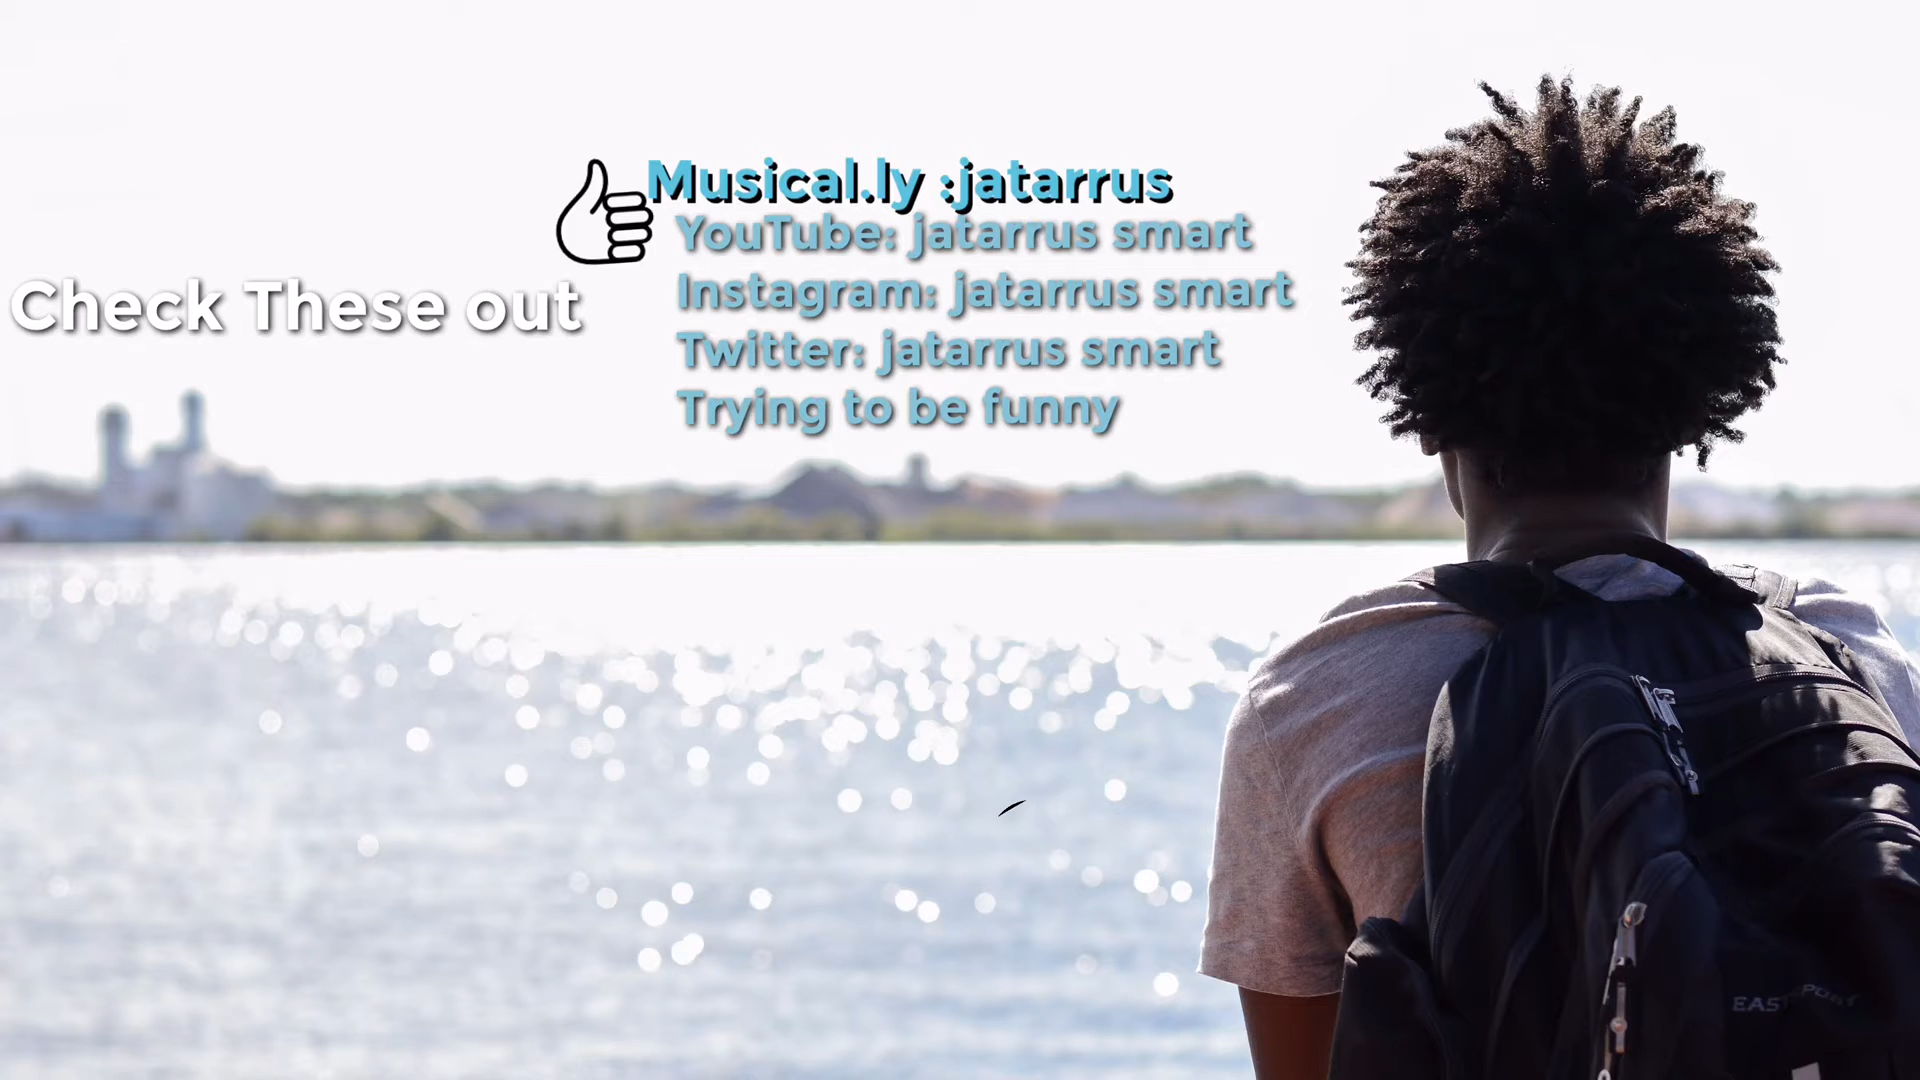 Musical.ly :jatarrus
YouTube: jatarrus smart
Check These out
Instagram: jatarrus smart
Twitter: jatarrus smart
Trying to be funny
EASTSPORT